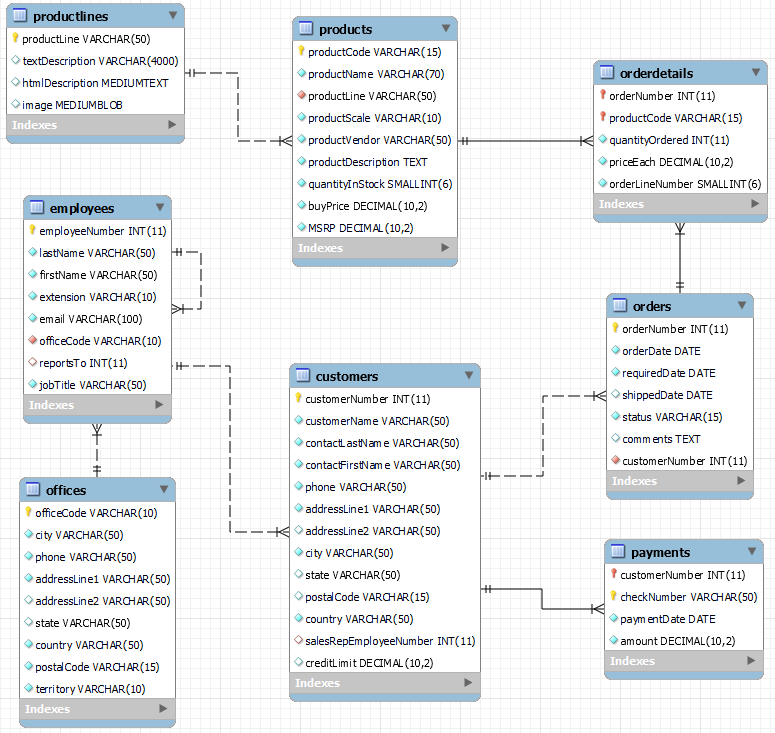 productlines
productLine VARCHAR(50)
textDescription VARCHAR(4000)
htmlDescription MEDIUMTEXT
image MEDIUMBLOB
Indexes
products
productCode VARCHAR(15)
productName VARCHAR(70)
productLine VARCHAR(50)
productScale VARCHAR(10)
productVendor VARCHAR(50)
productDescription TEXT
quantityInStock SMALLINT(6)
buyPrice DECIMAL(10,2)
MSRP DECIMAL(10,2)
Indexes
orderdetails
orderNumber INT(11)
productCode VARCHAR(15)
quantityOrdered INT(11)
priceEach DECIMAL(10,2)
orderLineNumber SMALLINT(6)
Indexes
employees
employeeNumber INT(11)
lastName VARCHAR(50)
firstName VARCHAR(50)
extension VARCHAR(10)
email VARCHAR(100)
officeCode VARCHAR(10)
reportsTo INT(11)
jobTitle VARCHAR(50)
Indexes
orders
orderNumber INT(11)
orderDate DATE
requiredDate DATE
shippedDate DATE
status VARCHAR(15)
comments TEXT
customerNumber INT(11)
Indexes
customers
customerNumber INT(11)
customerName VARCHAR(50)
contactLastName VARCHAR(50)
contactFirstName VARCHAR(50)
phone VARCHAR(50)
addressLine1 VARCHAR(50)
addressLine2 VARCHAR(50)
city VARCHAR(50)
state VARCHAR(50)
postalCode VARCHAR(15)
country VARCHAR(50)
salesRepEmployeeNumber INT(11)
creditLimit DECIMAL(10,2)
Indexes
offices
officeCode VARCHAR(10)
city VARCHAR(50)
phone VARCHAR(50)
addressLine1 VARCHAR(50)
addressLine2 VARCHAR(50)
state VARCHAR(50)
country VARCHAR(50)
postalCode VARCHAR(15)
territory VARCHAR(10)
Indexes
payments
customerNumber INT(11)
checkNumber VARCHAR(50)
paymentDate DATE
amount DECIMAL(10,2)
Indexes